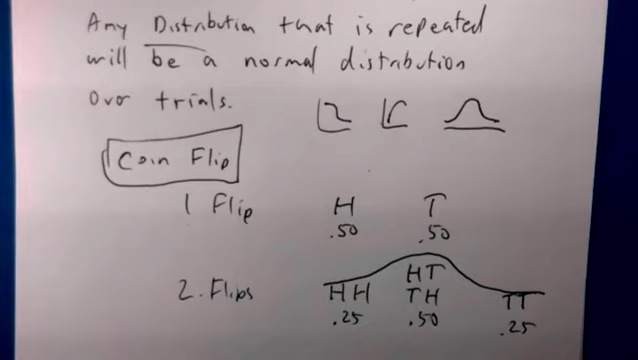 Any Distribution that is repeated
will be a normal distribution
over trials.
Coin Flip
1 Flip H T
.50 .50
2. Flips HH HT TH TT
.25 .50 .25